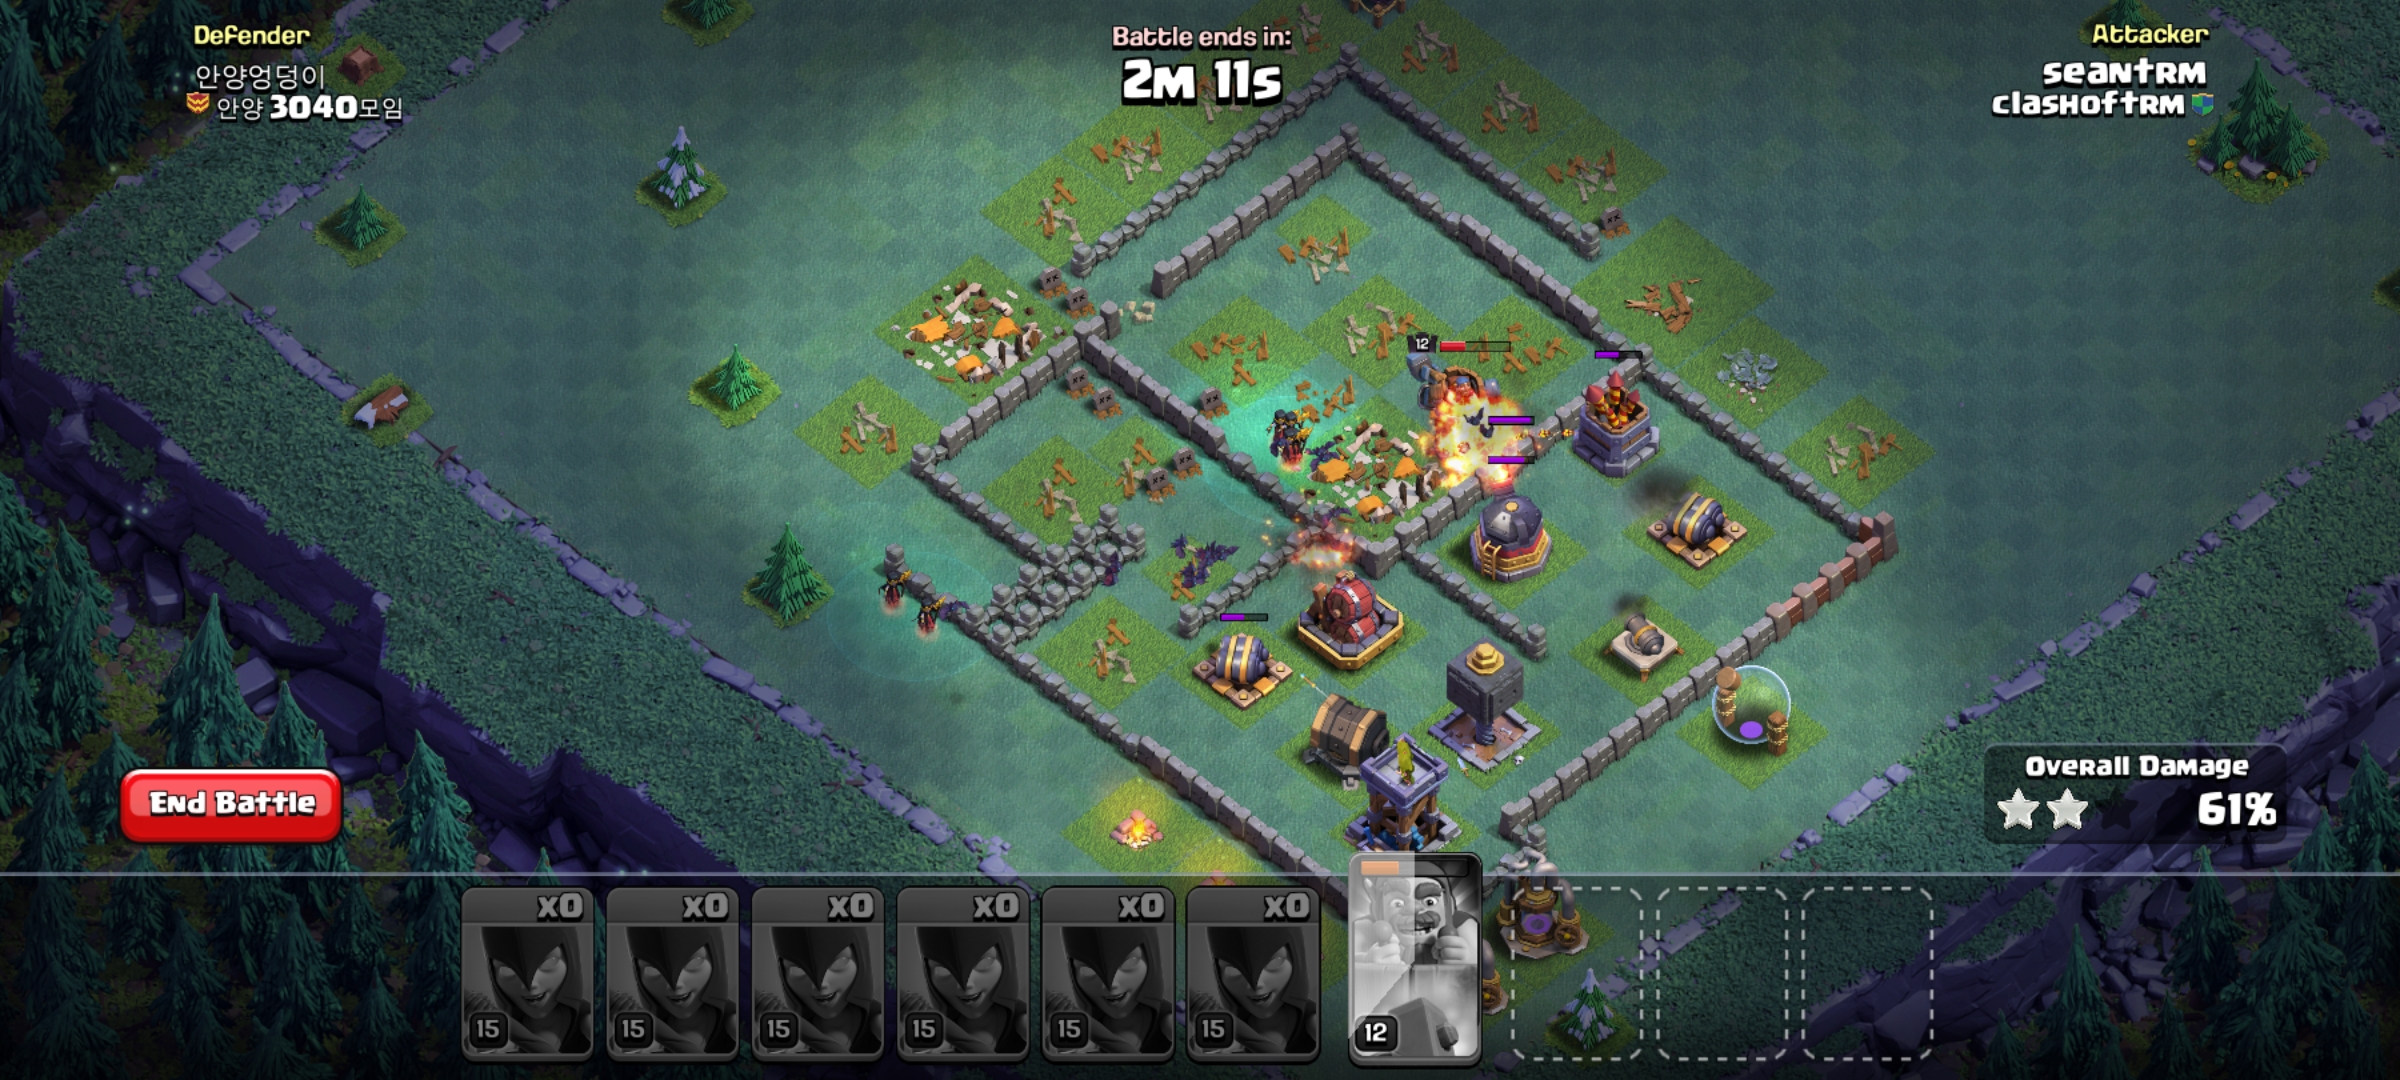 Defender
안양엉덩이
안양 3040모임
Battle ends in:
2M 11s
Attacker
seantRM
clashoftRM
12
End Battle
Overall Damage
61%
x0
x0
x0
x0
x0
x0
15
15
15
15
15
15
12